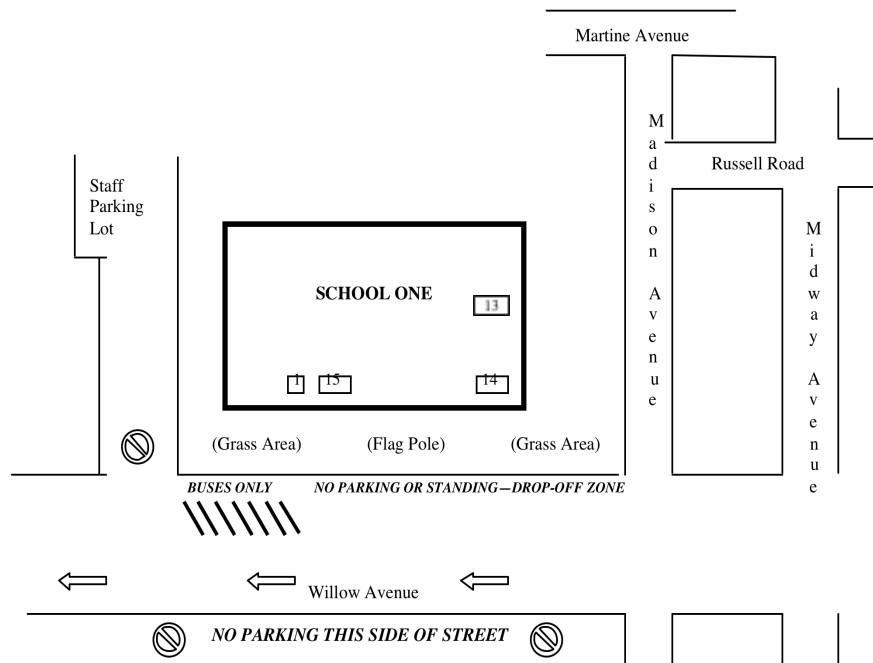 Martine Avenue
Madison Avenue
Russell Road
Staff
Parking
Lot
Midway Avenue
SCHOOL ONE
13
1
15
14
(Grass Area)
(Flag Pole)
(Grass Area)
BUSES ONLY
NO PARKING OR STANDING—DROP-OFF ZONE
Willow Avenue
NO PARKING THIS SIDE OF STREET